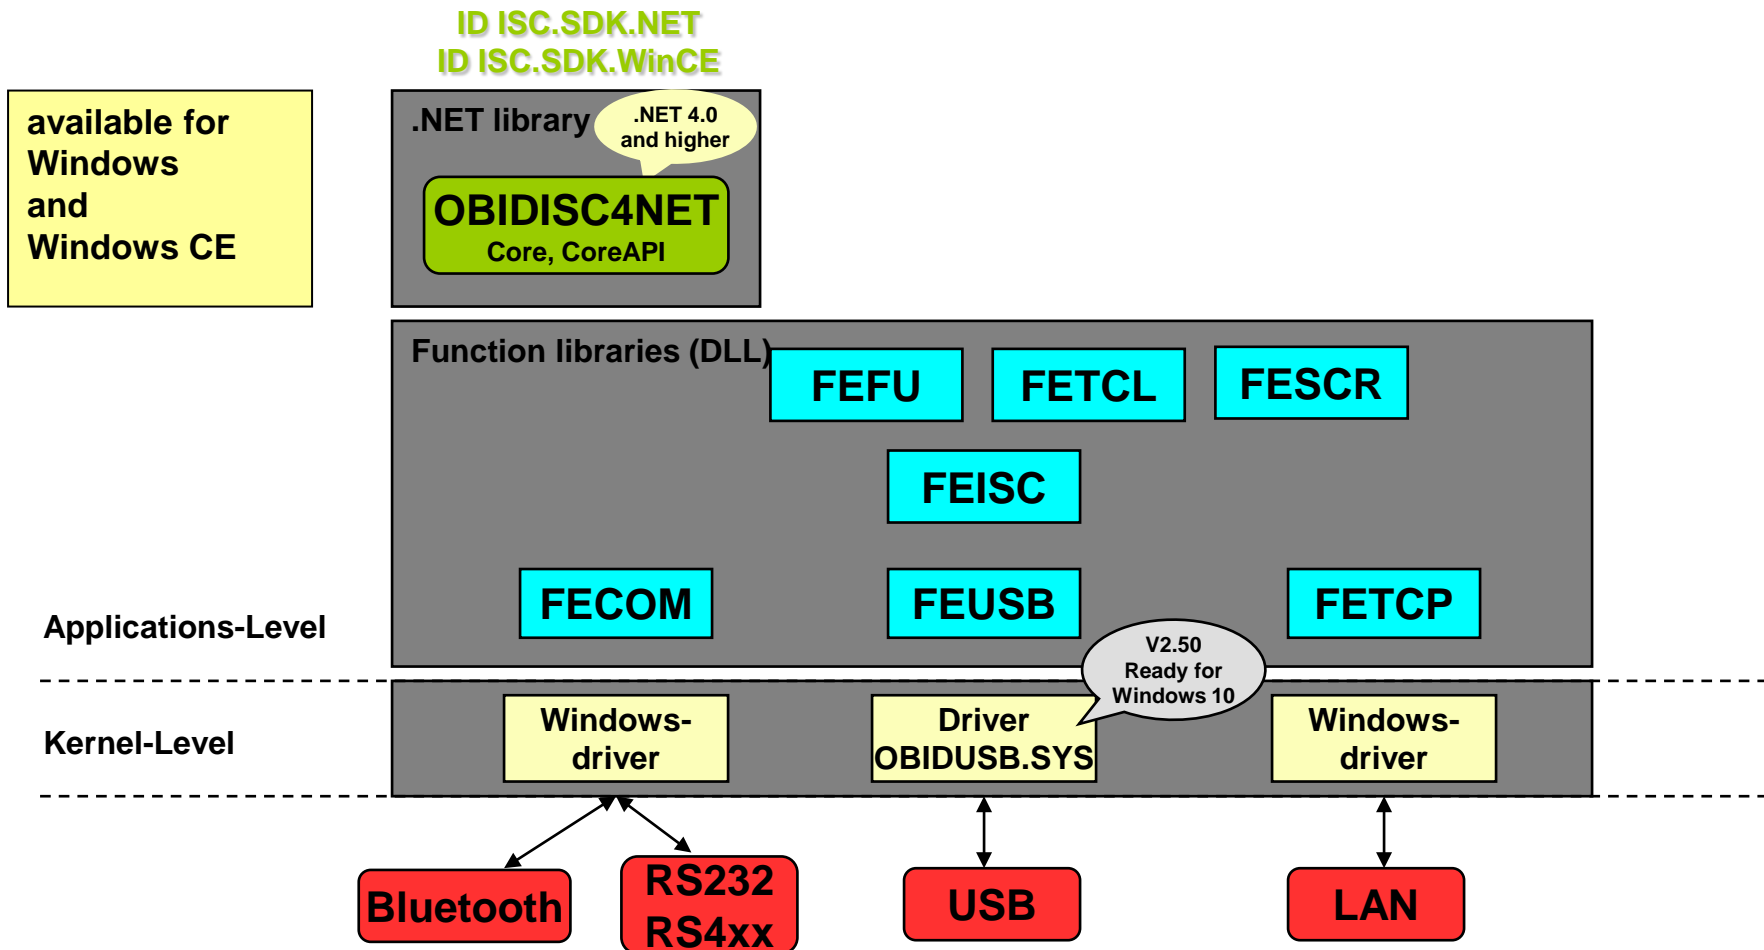 ID ISC.SDK.NET
ID ISC.SDK.WinCE
available for
Windows
and
Windows CE
.NET library
.NET 4.0
and higher
OBIDISC4NET
Core, CoreAPI
Function libraries (DLL)
FEFU
FETCL
FESCR
FEISC
FECOM
FEUSB
FETCP
Applications-Level
V2.50
Ready for
Windows 10
Kernel-Level
Windows-
driver
Driver
OBIDUSB.SYS
Windows-
driver
Bluetooth
RS232
RS4xx
USB
LAN